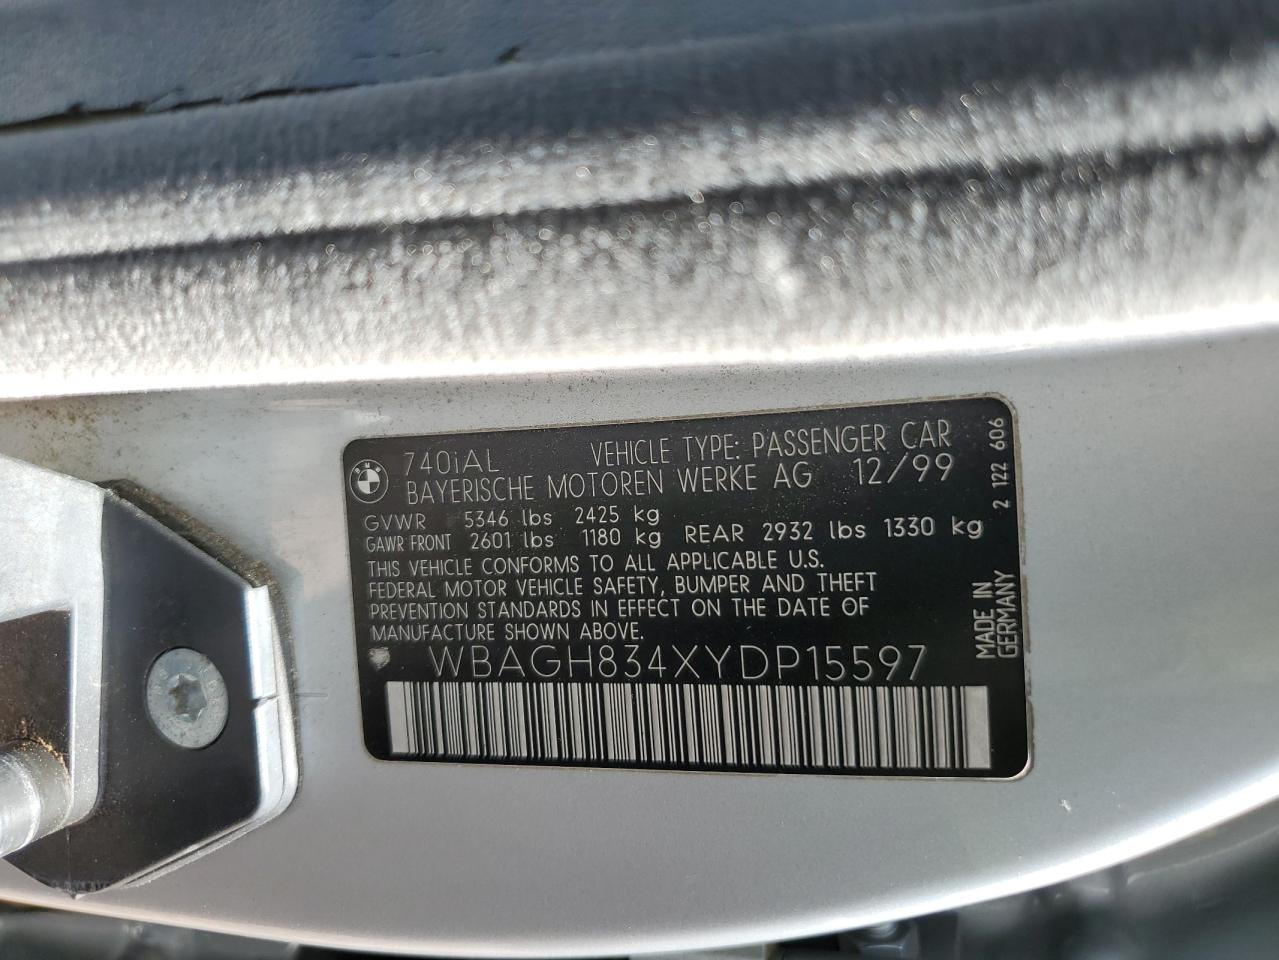 740iAL VEHICLE TYPE: PASSENGER CAR
BAYERISCHE MOTOREN WERKE AG 12/99
GVWR 5346 lbs 2425 kg
GAWR FRONT 2601 lbs 1180 kg REAR 2932 lbs 1330 kg
THIS VEHICLE CONFORMS TO ALL APPLICABLE U.S.
FEDERAL MOTOR VEHICLE SAFETY, BUMPER AND THEFT
PREVENTION STANDARDS IN EFFECT ON THE DATE OF
MANUFACTURE SHOWN ABOVE.
WBAGH834XYDP15597
2 122 606
MADE IN
GERMANY